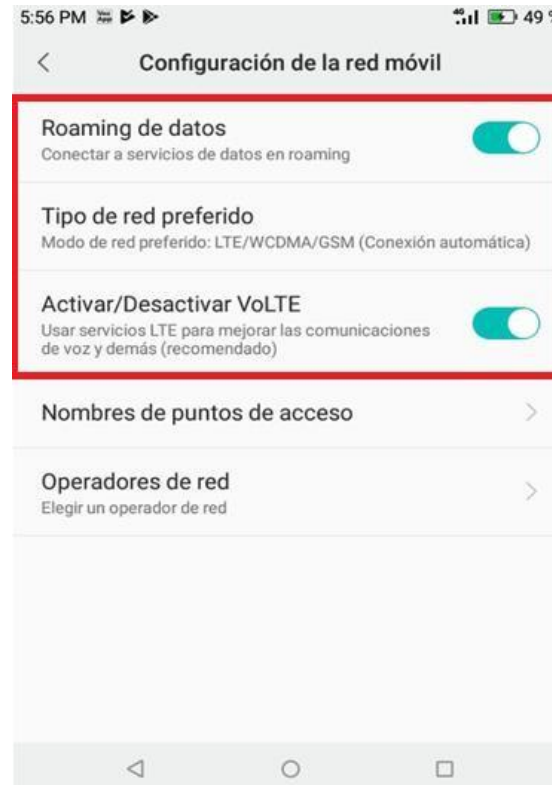 5:56 PM
4G
49 %
Configuración de la red móvil
Roaming de datos
Conectar a servicios de datos en roaming
Tipo de red preferido
Modo de red preferido: LTE/WCDMA/GSM (Conexión automática)
Activar/Desactivar VoLTE
Usar servicios LTE para mejorar las comunicaciones
de voz y demás (recomendado)
Nombres de puntos de acceso
Operadores de red
Elegir un operador de red